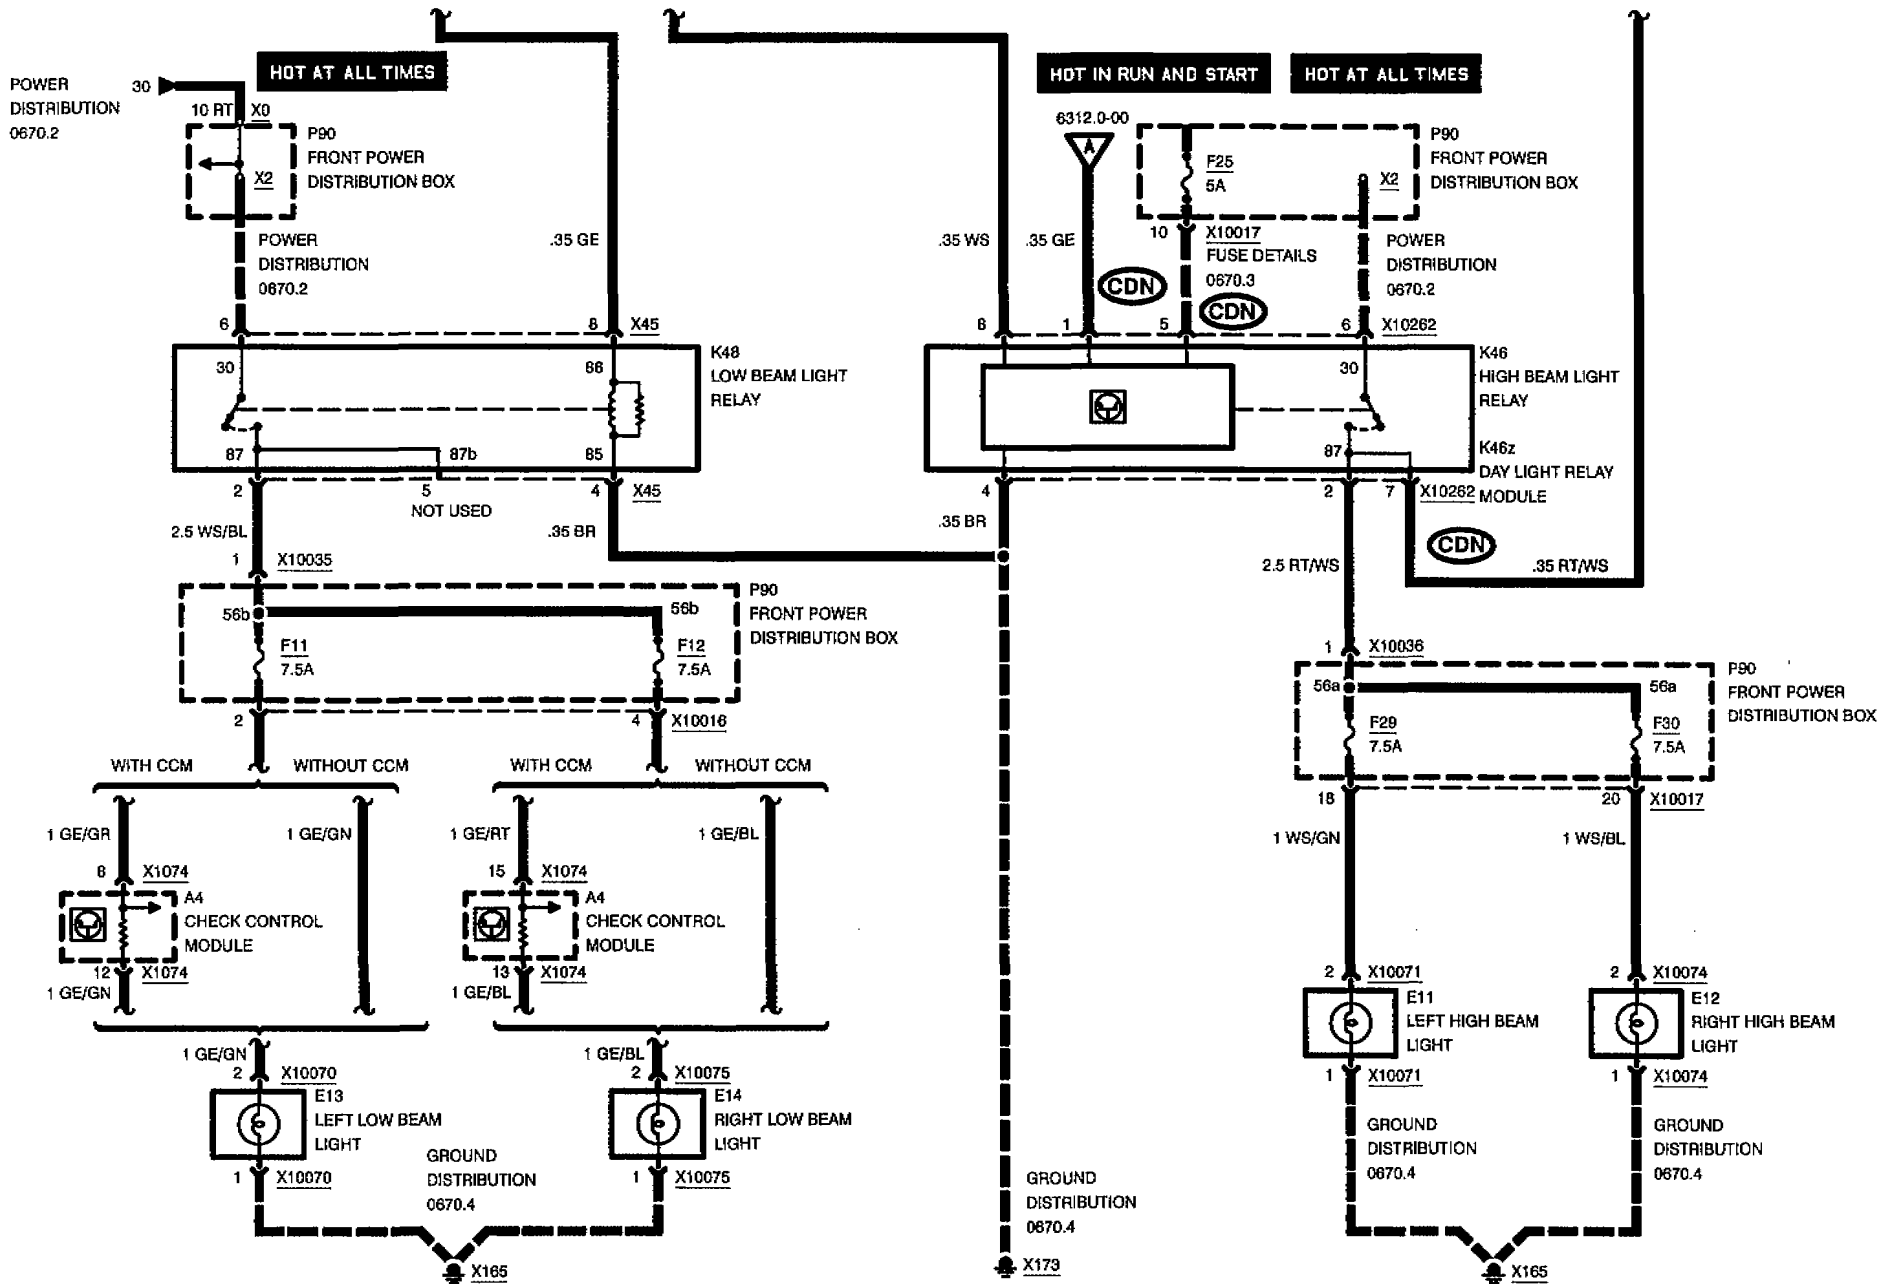 HOT AT ALL TIMES
HOT IN RUN AND START
HOT AT ALL TIMES
POWER
DISTRIBUTION
0670.2
30
10 RT
X0
P90
FRONT POWER
DISTRIBUTION BOX
X2
POWER
DISTRIBUTION
0670.2
.35 GE
.35 WS
.35 GE
6312.0-00
A
CDN
F25
5A
X2
P90
FRONT POWER
DISTRIBUTION BOX
10
X10017
FUSE DETAILS
0670.3
CDN
POWER
DISTRIBUTION
0670.2
6
8
X45
8
1
5
6
X10262
30
86
K48
LOW BEAM LIGHT
RELAY
87
87b
85
30
K46
HIGH BEAM LIGHT
RELAY
87
K46z
DAY LIGHT RELAY
MODULE
2
5
4
X45
NOT USED
4
2
7
X10262
2.5 WS/BL
.35 BR
.35 BR
CDN
2.5 RT/WS
.35 RT/WS
1
X10035
P90
FRONT POWER
DISTRIBUTION BOX
56b
56b
F11
7.5A
F12
7.5A
1
X10036
P90
FRONT POWER
DISTRIBUTION BOX
56a
56a
F29
7.5A
F30
7.5A
2
4
X10016
18
20
X10017
WITH CCM
WITHOUT CCM
WITH CCM
WITHOUT CCM
1 GE/GR
1 GE/GN
1 GE/RT
1 GE/BL
1 WS/GN
1 WS/BL
8
X1074
15
X1074
A4
CHECK CONTROL
MODULE
A4
CHECK CONTROL
MODULE
12
X1074
13
X1074
1 GE/GN
1 GE/BL
2
X10071
2
X10074
E11
LEFT HIGH BEAM
LIGHT
E12
RIGHT HIGH BEAM
LIGHT
1 GE/GN
1 GE/BL
2
X10070
2
X10075
1
X10071
1
X10074
E13
LEFT LOW BEAM
LIGHT
E14
RIGHT LOW BEAM
LIGHT
1
X10070
1
X10075
GROUND
DISTRIBUTION
0670.4
GROUND
DISTRIBUTION
0670.4
GROUND
DISTRIBUTION
0670.4
GROUND
DISTRIBUTION
0670.4
X165
X173
X165